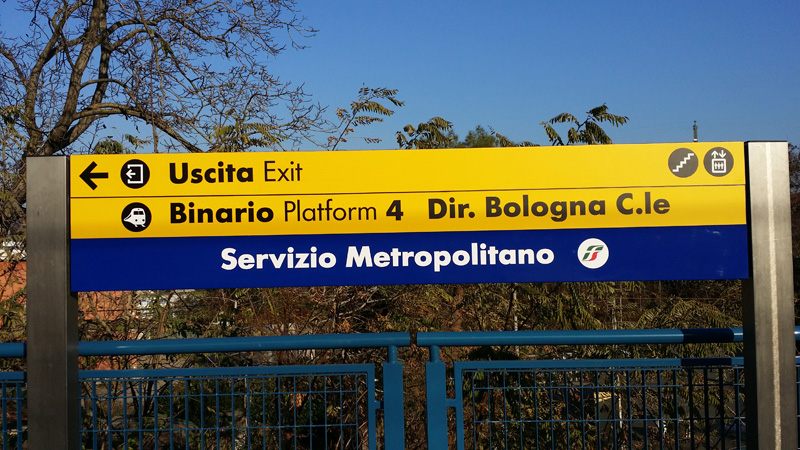 Uscita Exit
Binario Platform 4 Dir. Bologna C.le
Servizio Metropolitano